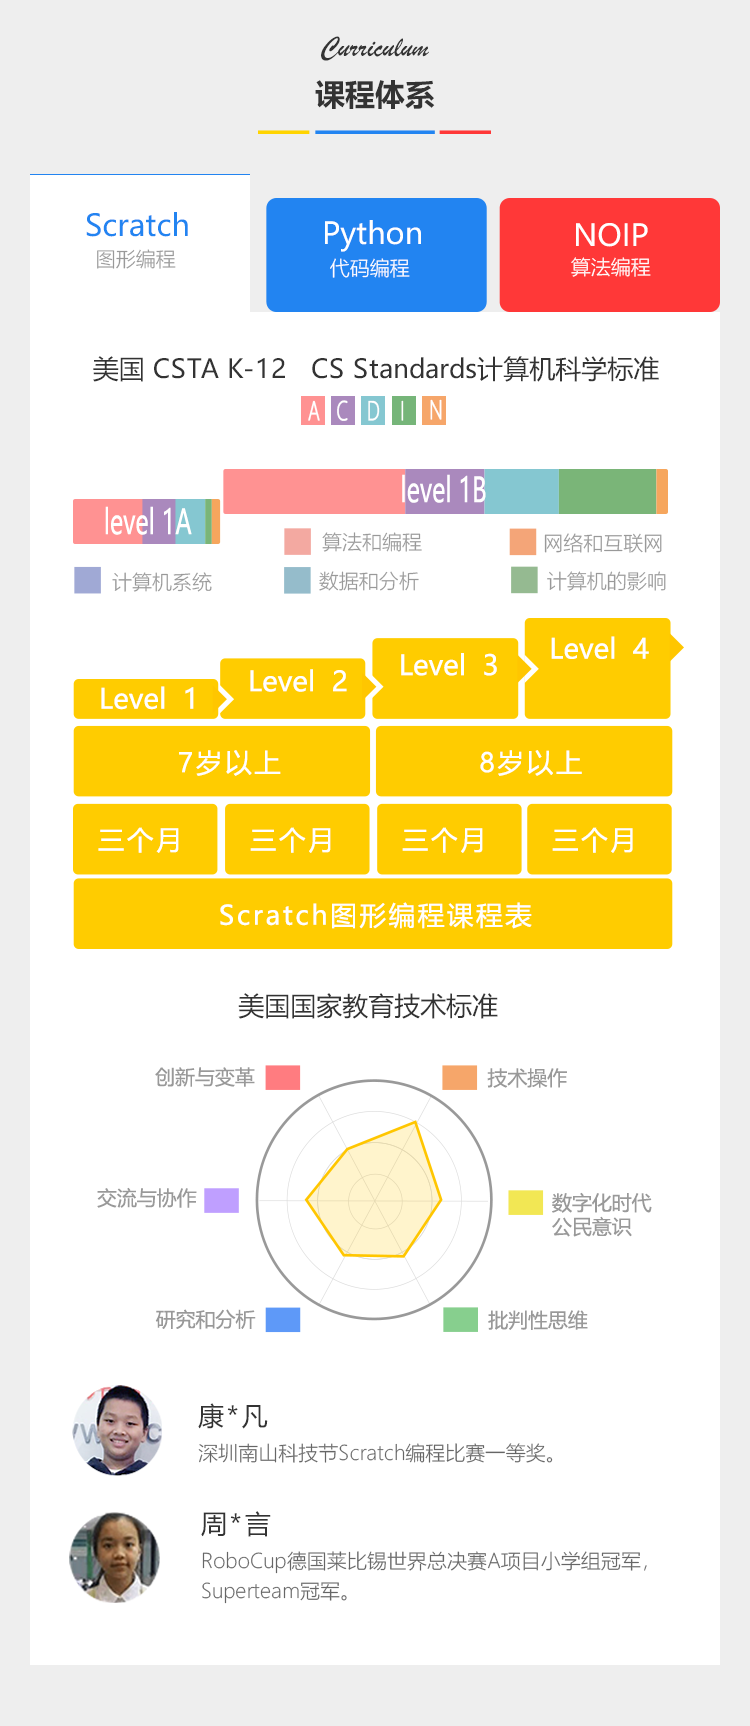 Curriculum
课程体系
Scratch
图形编程
Python
代码编程
NOIP
算法编程
美国 CSTA K-12 CS Standards计算机科学标准
A C D I N
level 1B
level 1A
算法和编程
网络和互联网
计算机系统
数据和分析
计算机的影响
Level 1
Level 2
Level 3
Level 4
7岁以上
8岁以上
三个月
三个月
三个月
三个月
Scratch图形编程课程表
美国国家教育技术标准
创新与变革
技术操作
交流与协作
数字化时代
公民意识
研究和分析
批判性思维
康*凡
深圳南山科技节Scratch编程比赛一等奖。
周*言
RoboCup德国莱比锡世界总决赛A项目小学组冠军，
Superteam冠军。